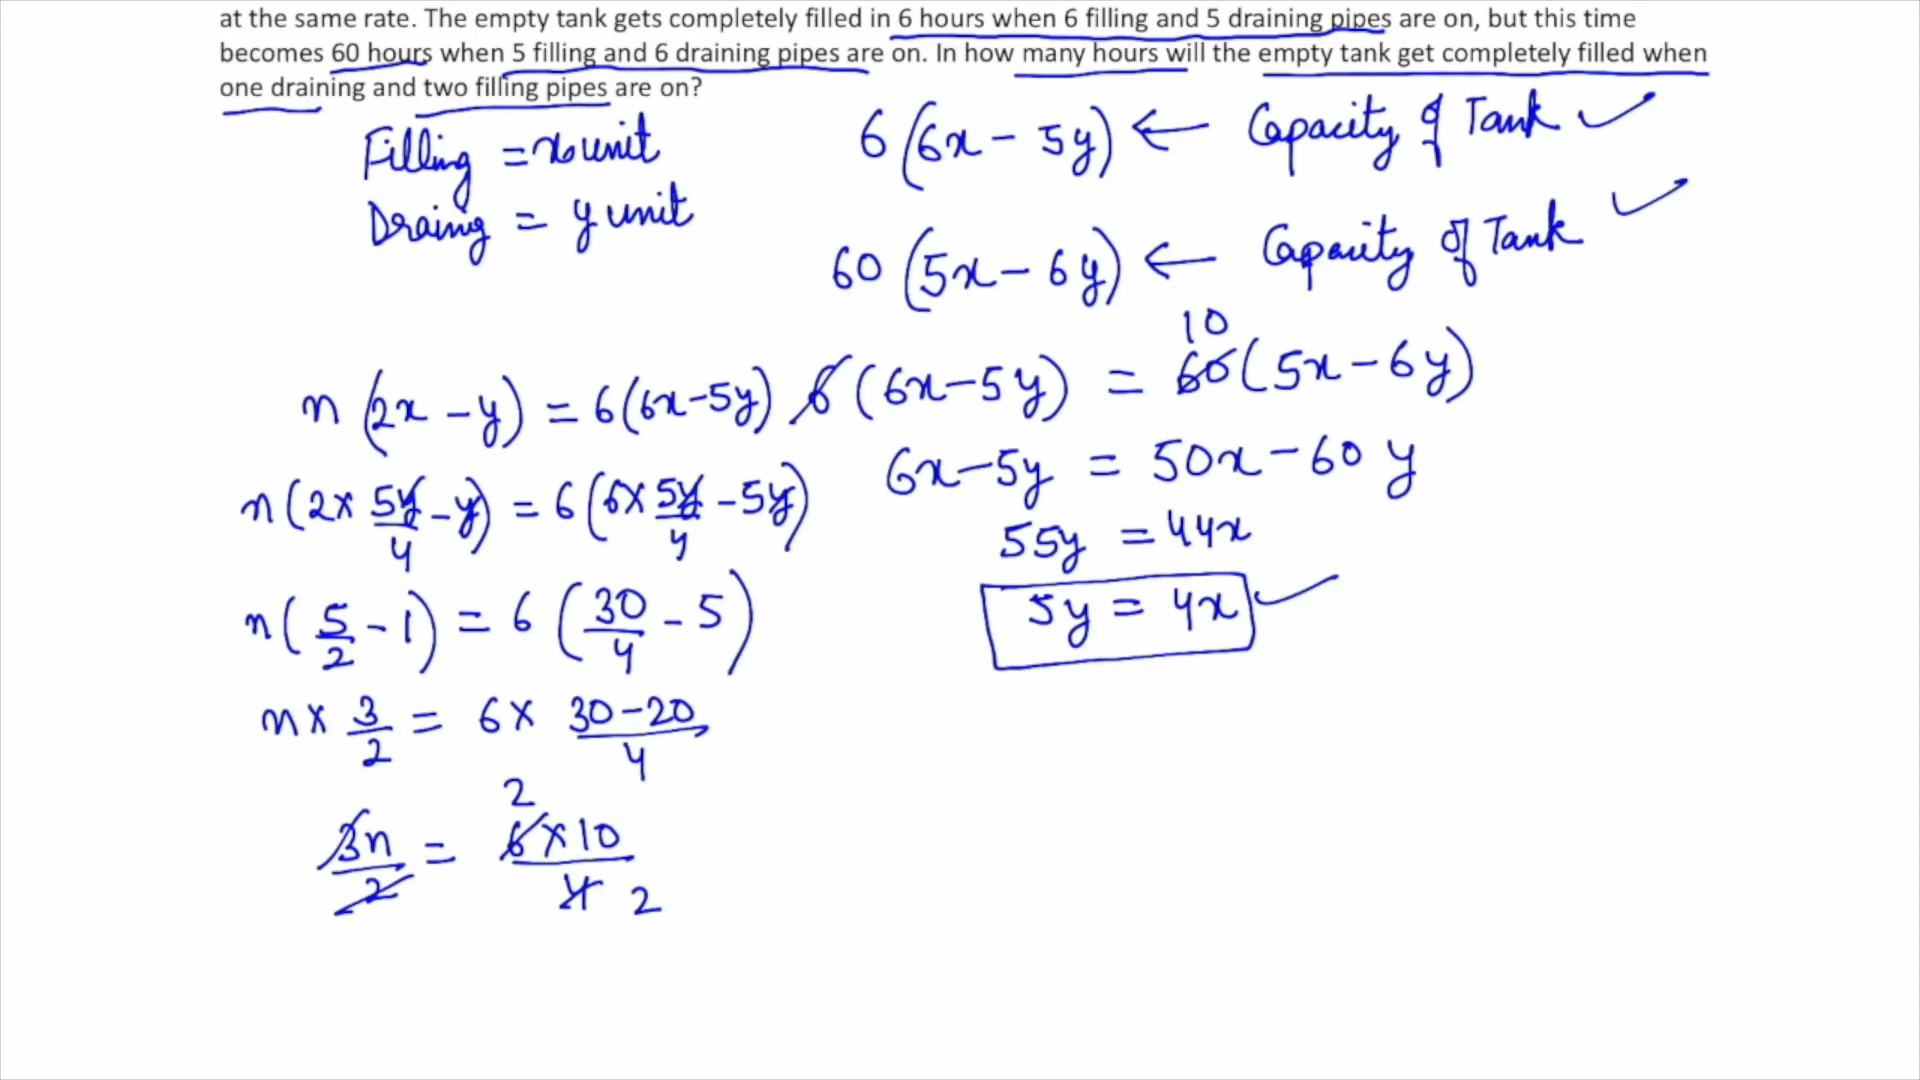 at the same rate. The empty tank gets completely filled in 6 hours when 6 filling and 5 draining pipes are on, but this time
becomes 60 hours when 5 filling and 6 draining pipes are on. In how many hours will the empty tank get completely filled when
one draining and two filling pipes are on?
Filling = x unit
Draing = y unit
6 (6x - 5y) ← Capacity of Tank ✓
60 (5x - 6y) ← Capacity of Tank ✓
10
6 (6x - 5y) = 60 (5x - 6y)
6x - 5y = 50x - 60y
55y = 44x
5y = 4x ✓
n (2x - y) = 6(6x - 5y)
n (2 × 5y/4 - y) = 6 (6 × 5y/4 - 5y)
n (5/2 - 1) = 6 (30/4 - 5)
n × 3/2 = 6 × 30-20/4
2
3n/2 = 6×10/4 2